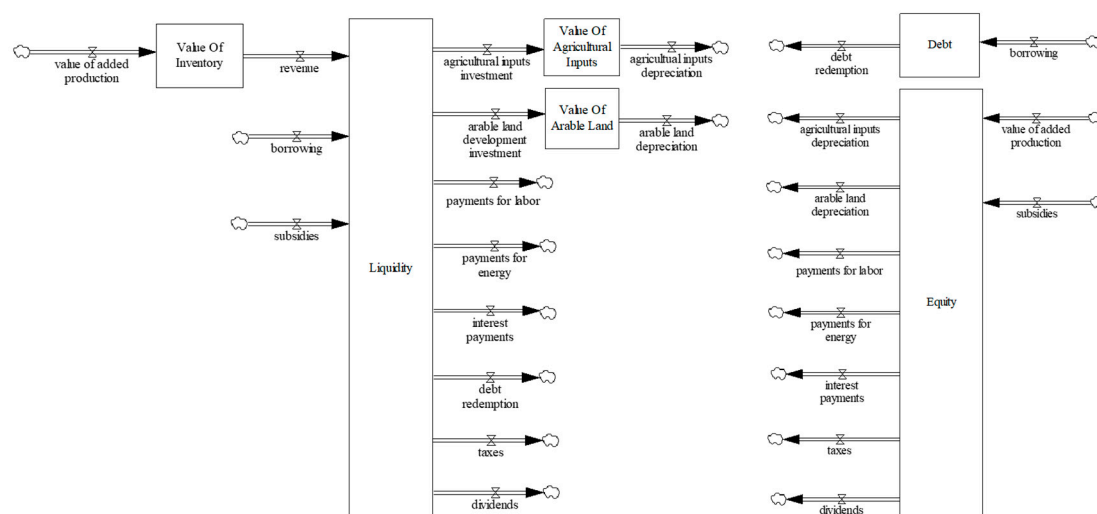 Value Of
Inventory
value of added
production
revenue
borrowing
subsidies
Liquidity
agricultural inputs
investment
Value Of
Agricultural
Inputs
agricultual inputs
depreciation
arable land
development
investment
Value Of
Arable Land
arable land
depreciation
payments for labor
payments for
energy
interest
payments
debt
redemption
taxes
dividends
debt
redemption
Debt
borrowing
agricultural inputs
depreciation
value of added
production
arable land
depreciation
subsidies
payments for labor
Equity
payments for
energy
interest
payments
taxes
dividends